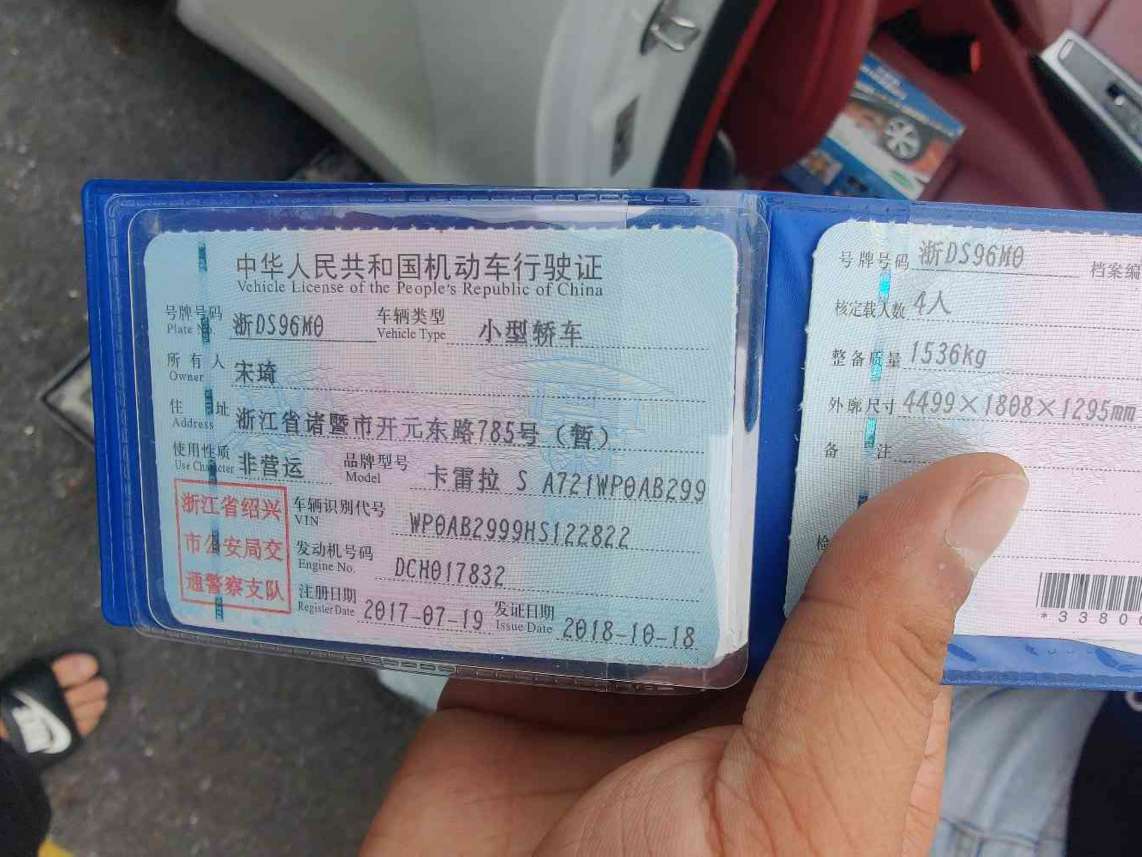 中华人民共和国机动车行驶证
Vehicle License of the People's Republic of China
号牌号码 浙DS96M0 车辆类型 小型轿车
Plate No. Vehicle Type
所有人 宋琦
Owner
住址 浙江省诸暨市开元东路785号（暂）
Address
使用性质 非营运 品牌型号 卡雷拉 S A721WP0AB299
Use Character Model
浙江省绍兴
市公安局交
通警察支队
车辆识别代号 WP0AB2999HS122822
VIN
发动机号码 DCH017832
Engine No.
注册日期 2017-07-19 发证日期 2018-10-18
Register Date Issue Date
号牌号码 浙DS96M0 档案编
核定载人数 4人
整备质量 1536kg
外廓尺寸 4499×1808×1295mm
备注
检
*33800